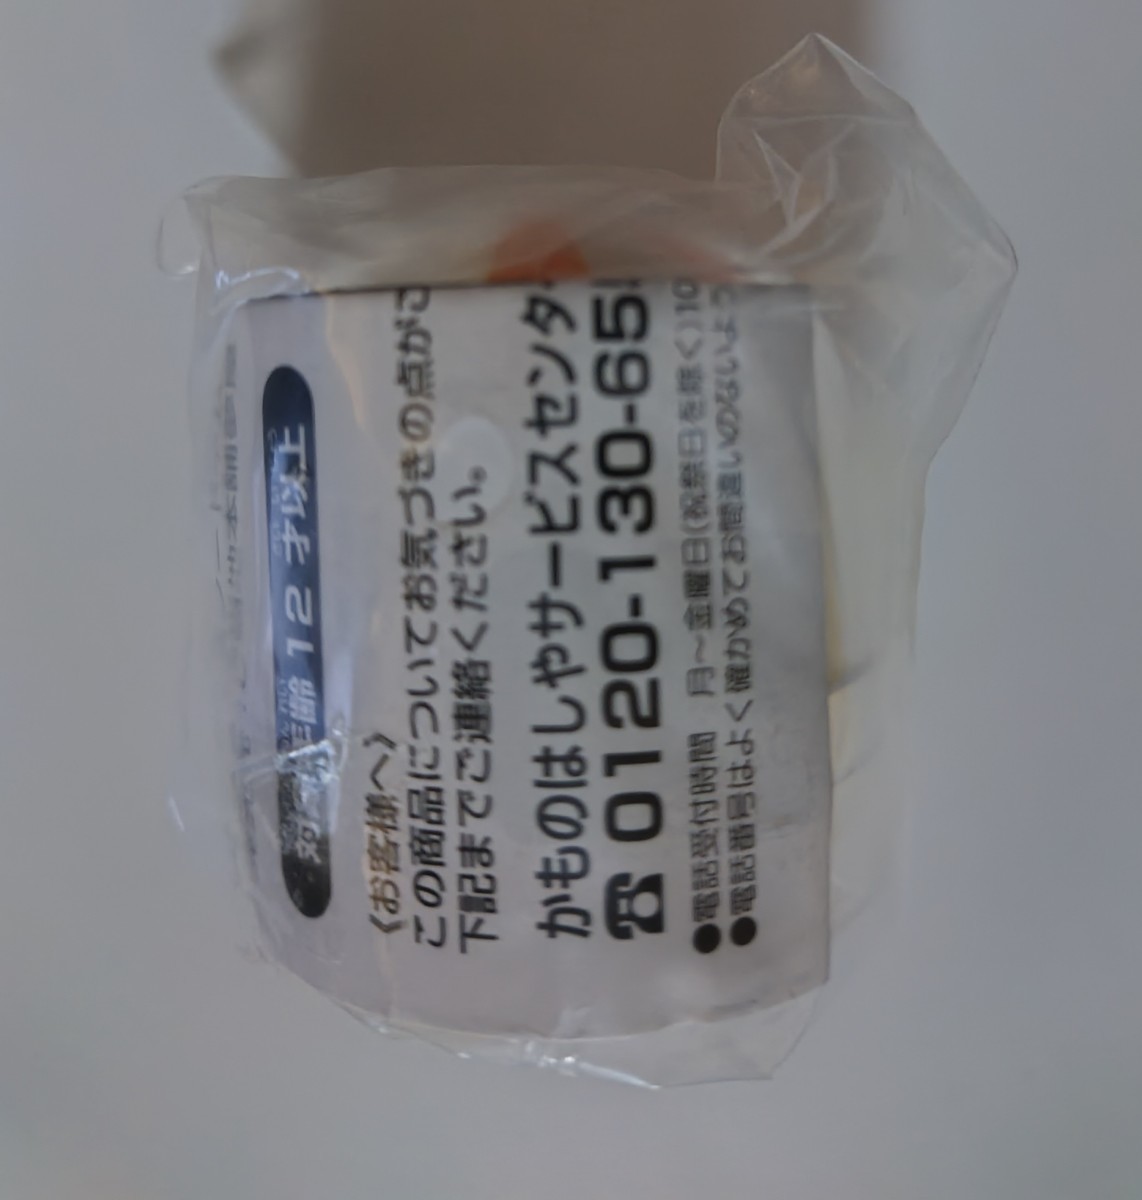 対象年齢 12 才以上
《お客様へ》
この商品についてお気づきの点がご
下記までご連絡ください。
かものはしやサービスセンター
☎ 0120-130-65
●電話受付時間 月～金曜日(祝祭日を除く)10
●電話番号はよく確かめてお間違いのないよう